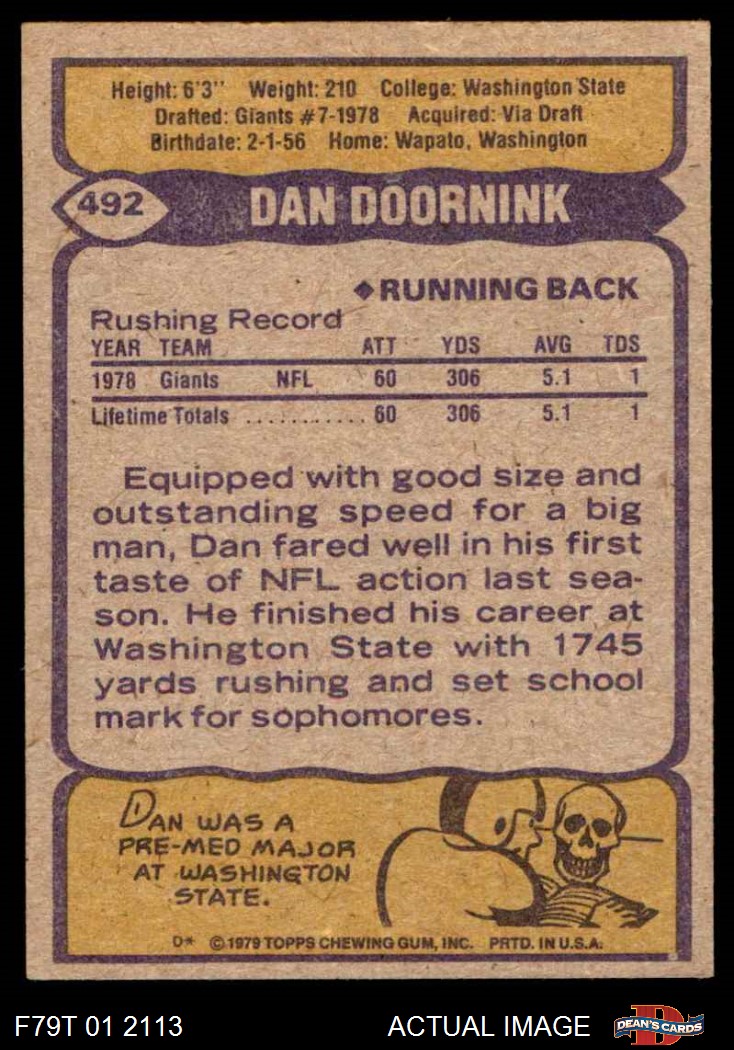 Height: 6'3'' Weight: 210 College: Washington State
Drafted: Giants #7-1978 Acquired: Via Draft
Birthdate: 2-1-56 Home: Wapato, Washington
492 DAN DOORNINK
◆RUNNING BACK
Rushing Record
YEAR TEAM ATT YDS AVG TDS
1978 Giants NFL 60 306 5.1 1
Lifetime Totals ............ 60 306 5.1 1
Equipped with good size and
outstanding speed for a big
man, Dan fared well in his first
taste of NFL action last sea-
son. He finished his career at
Washington State with 1745
yards rushing and set school
mark for sophomores.
DAN WAS A
PRE-MED MAJOR
AT WASHINGTON
STATE.
D* ©1979 TOPPS CHEWING GUM, INC. PRTD. IN U.S.A.
F79T 01 2113 ACTUAL IMAGE D DEAN'S CARDS